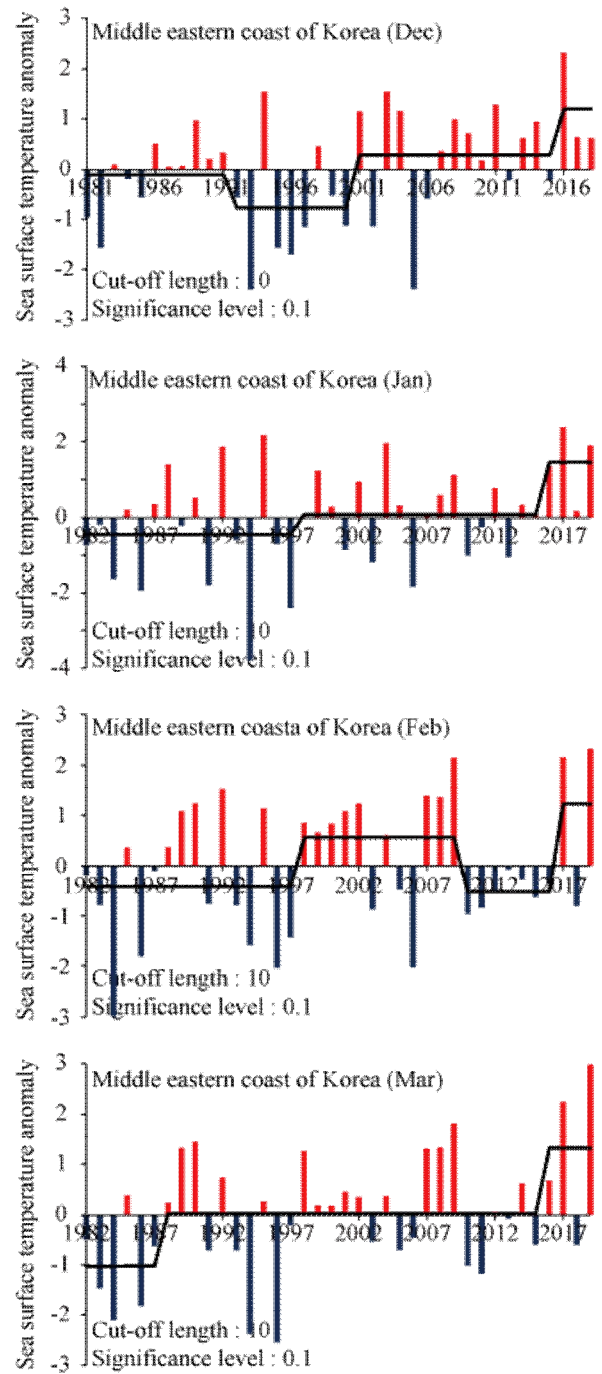 Middle eastern coast of Korea (Dec)
Sea surface temperature anomaly
3
2
1
0
-1
-2
-3
1981 1986 1991 1996 2001 2006 2011 2016
Cut-off length : 10
Significance level : 0.1
Middle eastern coast of Korea (Jan)
Sea surface temperature anomaly
4
2
0
-2
-4
1982 1987 1992 1997 2002 2007 2012 2017
Cut-off length : 10
Significance level : 0.1
Middle eastern coasta of Korea (Feb)
Sea surface temperature anomaly
3
2
1
0
-1
-2
-3
1982 1987 1992 1997 2002 2007 2012 2017
Cut-off length : 10
Significance level : 0.1
Middle eastern coast of Korea (Mar)
Sea surface temperature anomaly
3
2
1
0
-1
-2
-3
1982 1987 1992 1997 2002 2007 2012 2017
Cut-off length : 10
Significance level : 0.1